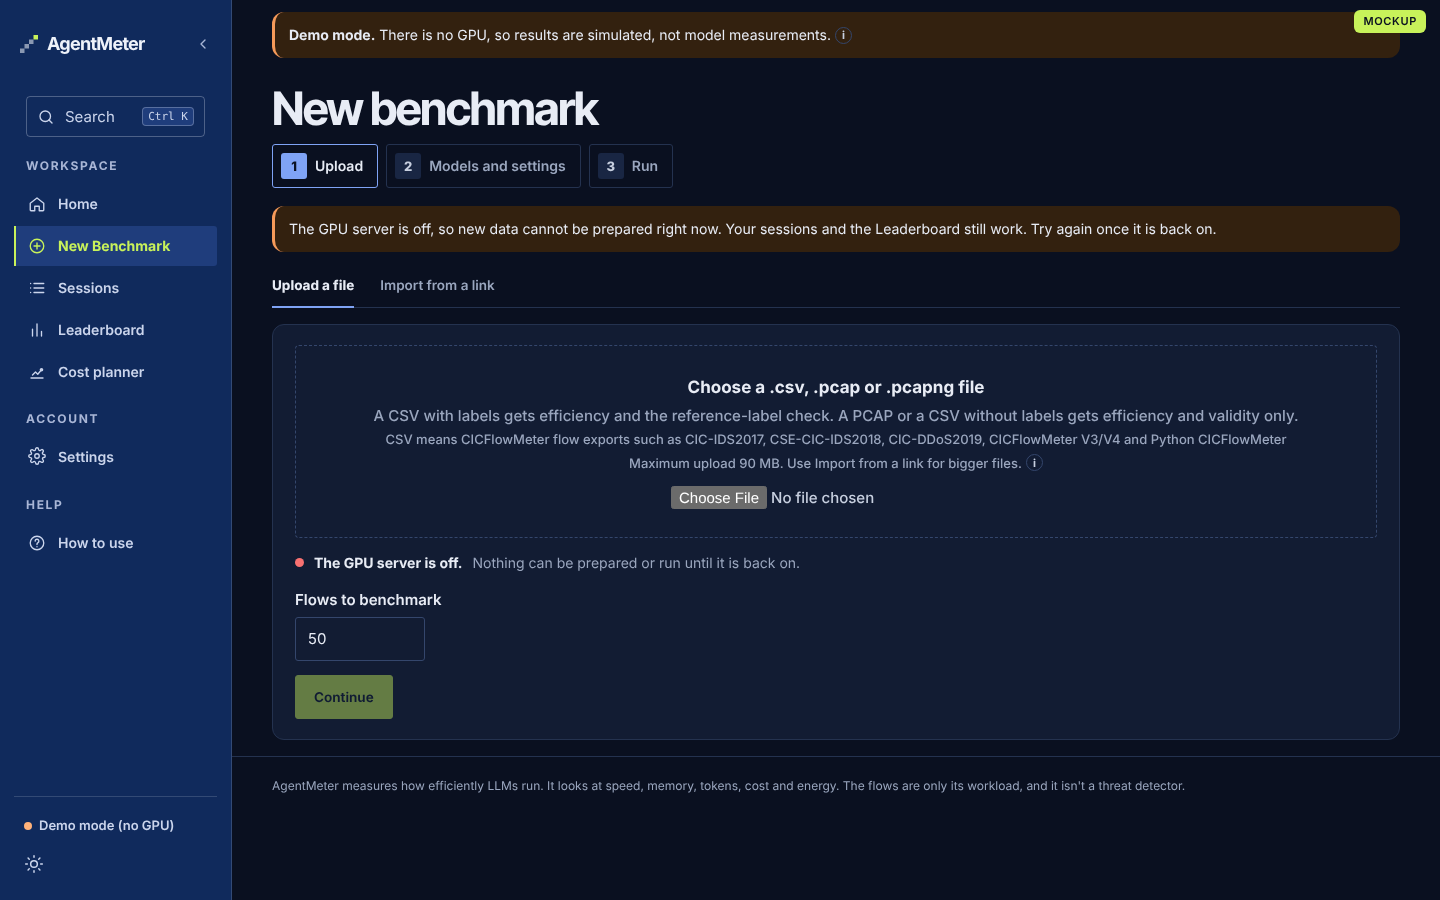 AgentMeter
Search
Ctrl K
WORKSPACE
Home
New Benchmark
Sessions
Leaderboard
Cost planner
ACCOUNT
Settings
HELP
How to use
Demo mode (no GPU)
MOCKUP
Demo mode. There is no GPU, so results are simulated, not model measurements. i
New benchmark
1 Upload
2 Models and settings
3 Run
The GPU server is off, so new data cannot be prepared right now. Your sessions and the Leaderboard still work. Try again once it is back on.
Upload a file
Import from a link
Choose a .csv, .pcap or .pcapng file
A CSV with labels gets efficiency and the reference-label check. A PCAP or a CSV without labels gets efficiency and validity only.
CSV means CICFlowMeter flow exports such as CIC-IDS2017, CSE-CIC-IDS2018, CIC-DDoS2019, CICFlowMeter V3/V4 and Python CICFlowMeter
Maximum upload 90 MB. Use Import from a link for bigger files. i
Choose File No file chosen
The GPU server is off. Nothing can be prepared or run until it is back on.
Flows to benchmark
50
Continue
AgentMeter measures how efficiently LLMs run. It looks at speed, memory, tokens, cost and energy. The flows are only its workload, and it isn't a threat detector.